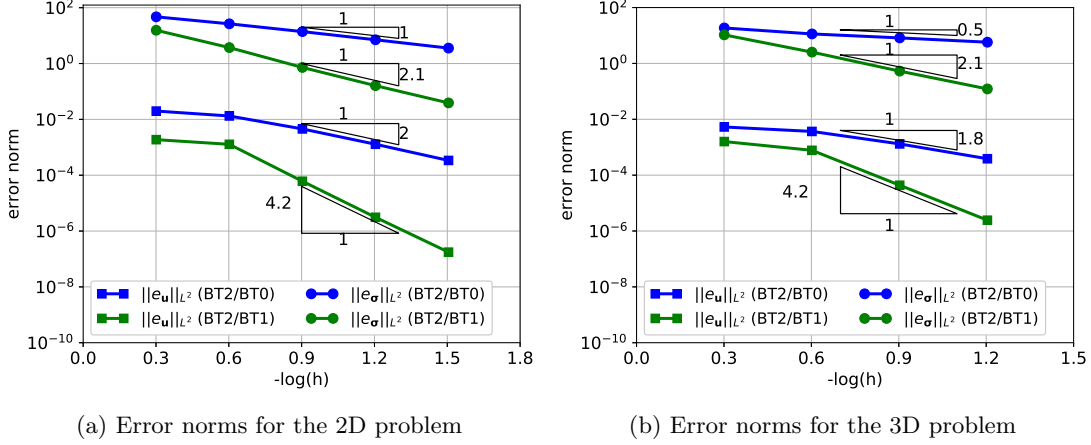 10^2
10^0
10^−2
10^−4
10^−6
10^−8
10^−10
error norm
0.0 0.3 0.6 0.9 1.2 1.5 1.8
-log(h)
1
1
1
2.1
1
2
4.2
1
||e_u||_{L^2} (BT2/BT0) ||e_σ||_{L^2} (BT2/BT0)
||e_u||_{L^2} (BT2/BT1) ||e_σ||_{L^2} (BT2/BT1)
(a) Error norms for the 2D problem
10^2
10^0
10^−2
10^−4
10^−6
10^−8
10^−10
error norm
0.0 0.3 0.6 0.9 1.2 1.5
-log(h)
1
0.5
1
2.1
1
1.8
4.2
1
||e_u||_{L^2} (BT2/BT0) ||e_σ||_{L^2} (BT2/BT0)
||e_u||_{L^2} (BT2/BT1) ||e_σ||_{L^2} (BT2/BT1)
(b) Error norms for the 3D problem